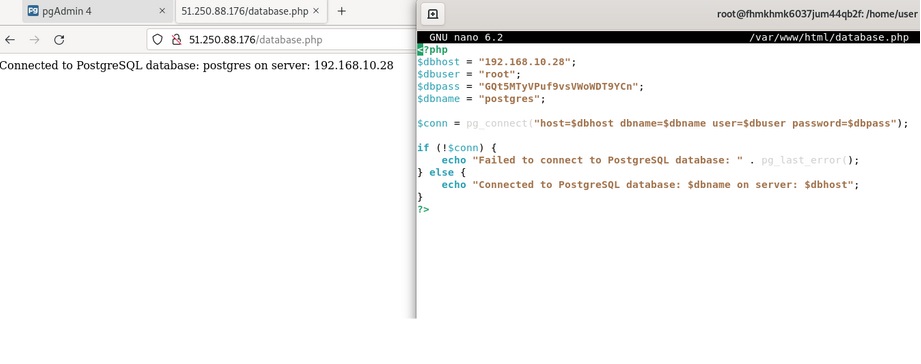 pgAdmin 4
51.250.88.176/database.php
51.250.88.176/database.php
Connected to PostgreSQL database: postgres on server: 192.168.10.28
root@fhmkhmk6037jum44qb2f: /home/user
GNU nano 6.2 /var/www/html/database.php
<?php
$dbhost = "192.168.10.28";
$dbuser = "root";
$dbpass = "GQt5MTyVPuf9vsVWoWDT9YCn";
$dbname = "postgres";
$conn = pg_connect("host=$dbhost dbname=$dbname user=$dbuser password=$dbpass");
if (!$conn) {
    echo "Failed to connect to PostgreSQL database: " . pg_last_error();
} else {
    echo "Connected to PostgreSQL database: $dbname on server: $dbhost";
}
?>